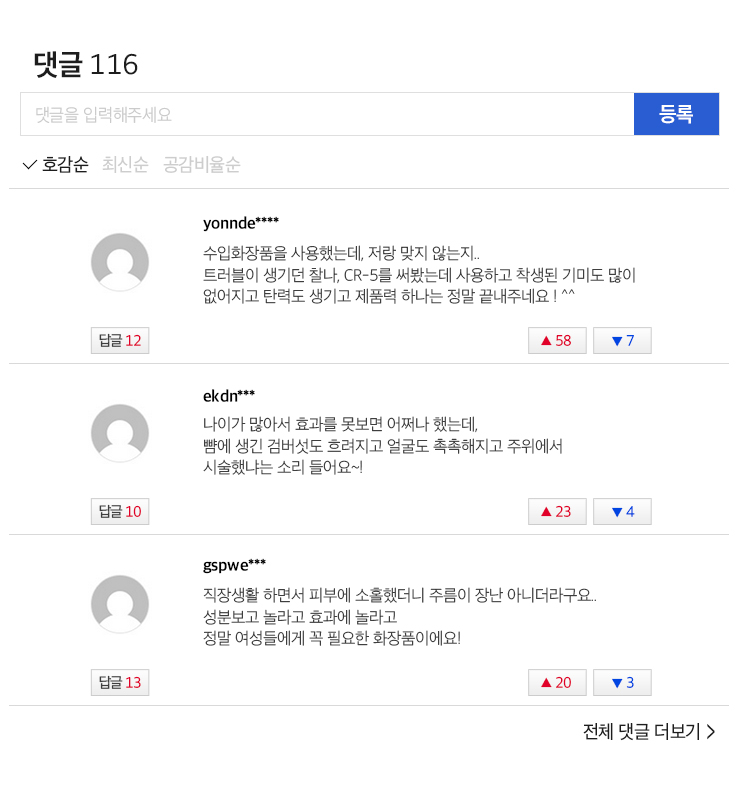 댓글 116
댓글을 입력해주세요
등록
호감순 최신순 공감비율순
yonnde****
수입화장품을 사용했는데, 저랑 맞지 않는지..
트러블이 생기던 찰나, CR-5를 써봤는데 사용하고 착생된 기미도 많이
없어지고 탄력도 생기고 제품력 하나는 정말 끝내주네요 ! ^^
답글 12
▲ 58
▼ 7
ekdn***
나이가 많아서 효과를 못보면 어쩌나 했는데,
뺨에 생긴 검버섯도 흐려지고 얼굴도 촉촉해지고 주위에서
시술했냐는 소리 들어요~!
답글 10
▲ 23
▼ 4
gspwe***
직장생활 하면서 피부에 소홀했더니 주름이 장난 아니더라구요..
성분보고 놀라고 효과에 놀라고
정말 여성들에게 꼭 필요한 화장품이에요!
답글 13
▲ 20
▼ 3
전체 댓글 더보기 >